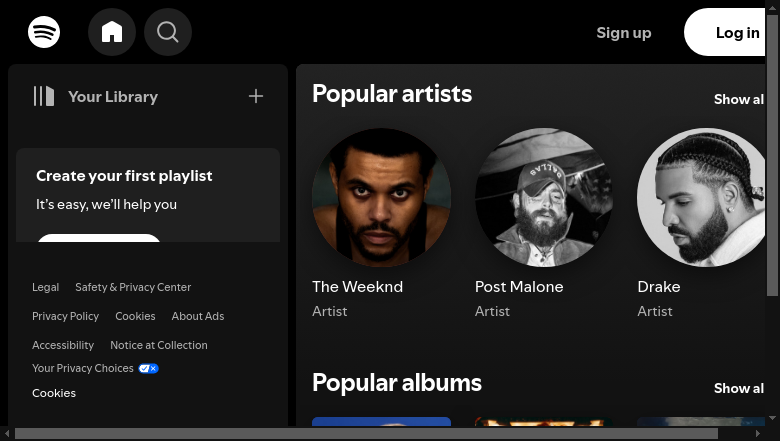 Sign up
Log in
Your Library
Create your first playlist
It's easy, we'll help you
Legal
Safety & Privacy Center
Privacy Policy
Cookies
About Ads
Accessibility
Notice at Collection
Your Privacy Choices
Cookies
Popular artists
Show al
The Weeknd
Post Malone
Drake
Artist
Artist
Artist
Popular albums
Show al